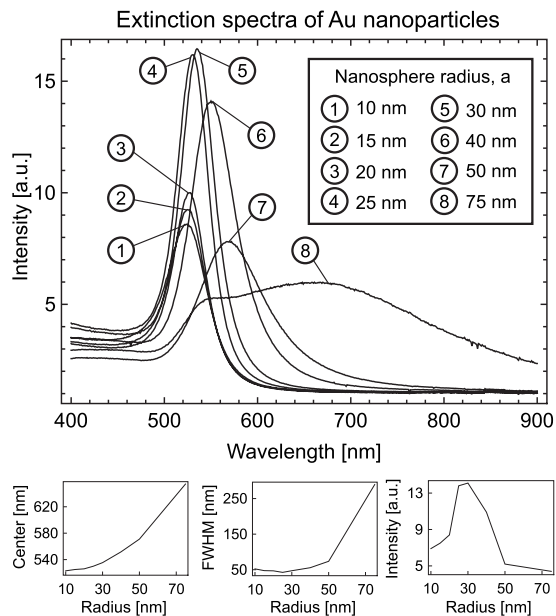 Extinction spectra of Au nanoparticles
Intensity [a.u.]
15
10
5
400 500 600 700 800 900
Wavelength [nm]
4 5
3 6
2
1 7 8
Nanosphere radius, a
1 10 nm 5 30 nm
2 15 nm 6 40 nm
3 20 nm 7 50 nm
4 25 nm 8 75 nm
Center [nm]
620
580
540
10 30 50 70
Radius [nm]
FWHM [nm]
250
150
50
10 30 50 70
Radius [nm]
Intensity [a.u.]
13
9
5
10 30 50 70
Radius [nm]